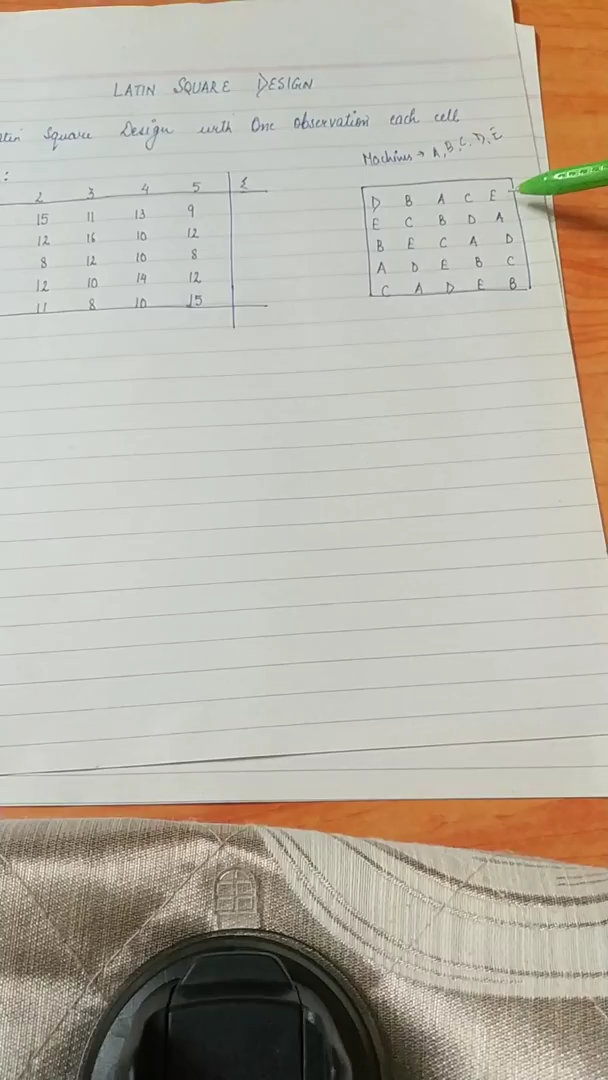 LATIN SQUARE DESIGN
Square Design with One observation each cell
:
Machines → A, B, C, D, E
2 3 4 5 Σ
15 11 13 9
12 16 10 12
8 12 10 8
12 10 14 12
11 8 10 15
D B A C E
E C B D A
B E C A D
A D E B C
C A D E B